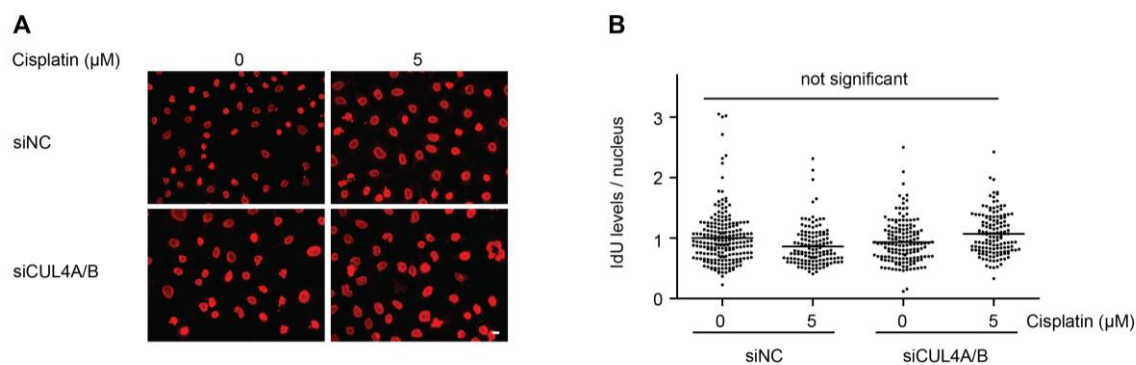 A
Cisplatin (µM)
0
5
siNC
siCUL4A/B
B
not significant
IdU levels / nucleus
3
2
1
0
0
5
0
5
Cisplatin (µM)
siNC
siCUL4A/B